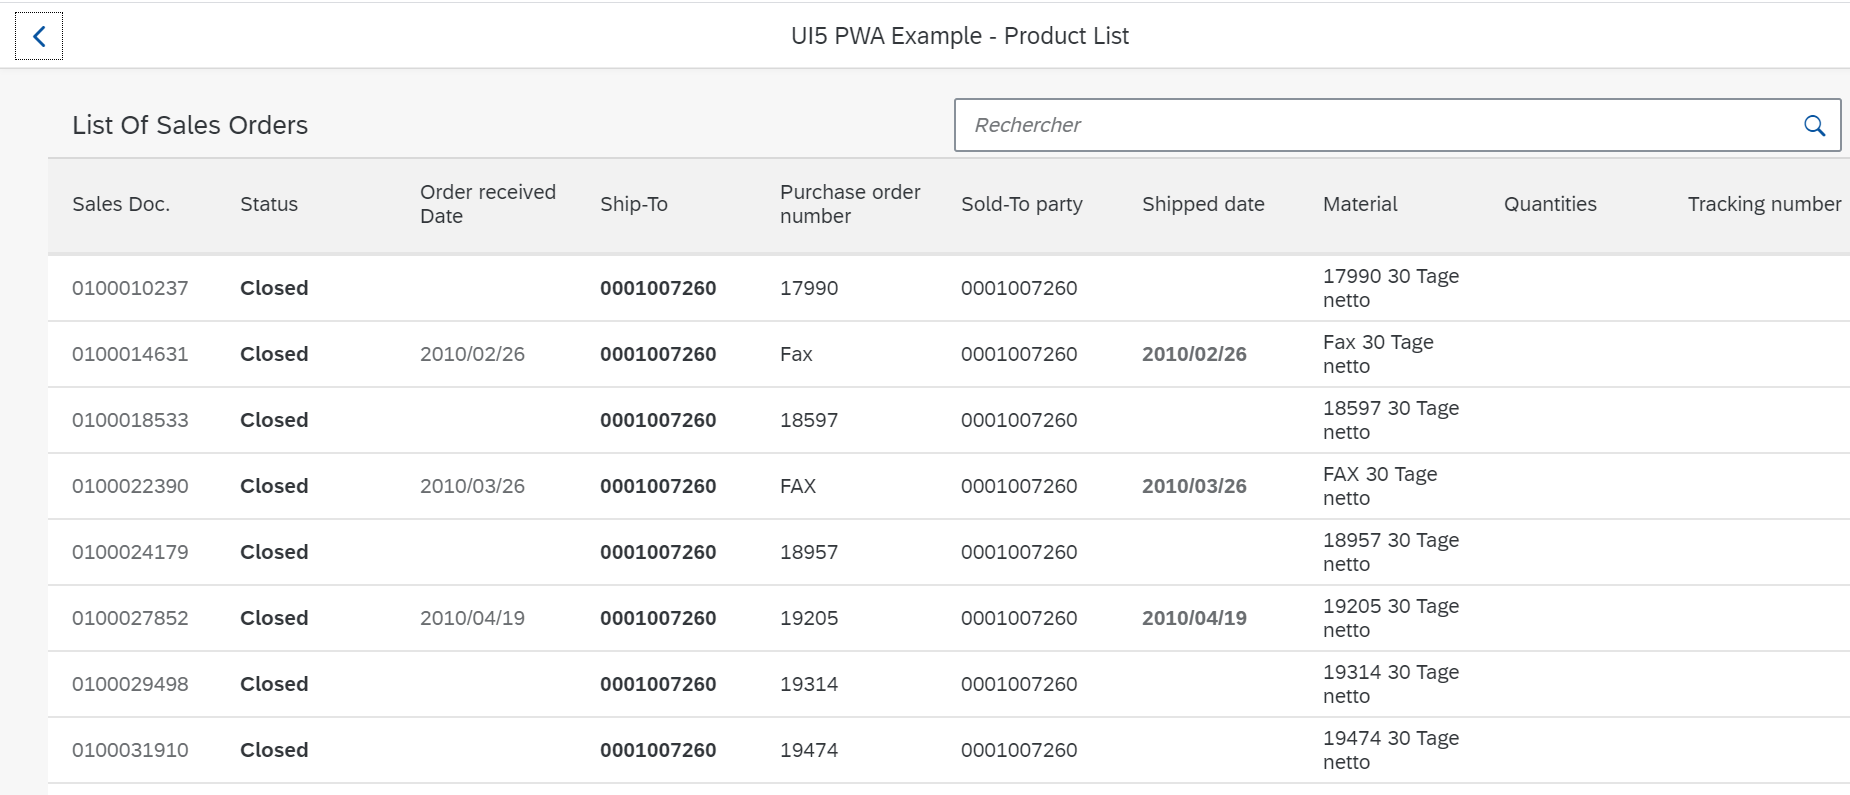 UI5 PWA Example - Product List
List Of Sales Orders
Rechercher
Sales Doc. Status Order received Date Ship-To Purchase order number Sold-To party Shipped date Material Quantities Tracking number
0100010237 Closed 0001007260 17990 0001007260 17990 30 Tage netto
0100014631 Closed 2010/02/26 0001007260 Fax 0001007260 2010/02/26 Fax 30 Tage netto
0100018533 Closed 0001007260 18597 0001007260 18597 30 Tage netto
0100022390 Closed 2010/03/26 0001007260 FAX 0001007260 2010/03/26 FAX 30 Tage netto
0100024179 Closed 0001007260 18957 0001007260 18957 30 Tage netto
0100027852 Closed 2010/04/19 0001007260 19205 0001007260 2010/04/19 19205 30 Tage netto
0100029498 Closed 0001007260 19314 0001007260 19314 30 Tage netto
0100031910 Closed 0001007260 19474 0001007260 19474 30 Tage netto